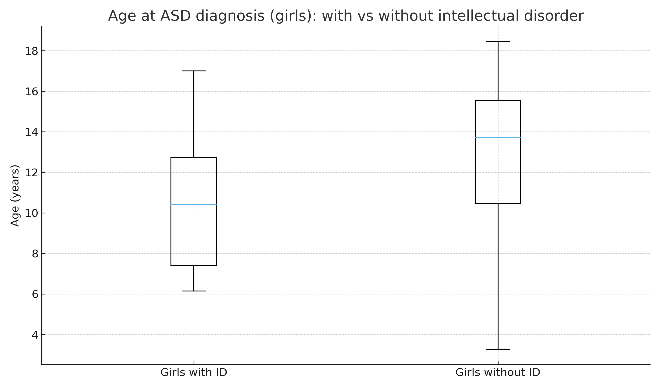 Age at ASD diagnosis (girls): with vs without intellectual disorder
18
16
14
12
10
8
6
4
Age (years)
Girls with ID
Girls without ID